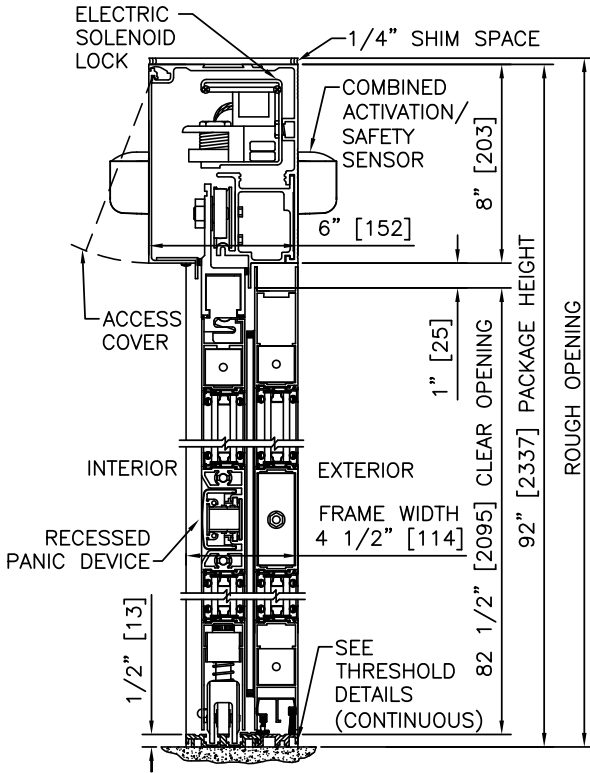 ELECTRIC
SOLENOID
LOCK
1/4" SHIM SPACE
COMBINED
ACTIVATION/
SAFETY
SENSOR
8" [203]
6" [152]
ACCESS
COVER
1" [25]
82 1/2" [2095] CLEAR OPENING
92" [2337] PACKAGE HEIGHT
ROUGH OPENING
INTERIOR
EXTERIOR
FRAME WIDTH
4 1/2" [114]
RECESSED
PANIC DEVICE
1/2" [13]
SEE
THRESHOLD
DETAILS
(CONTINUOUS)